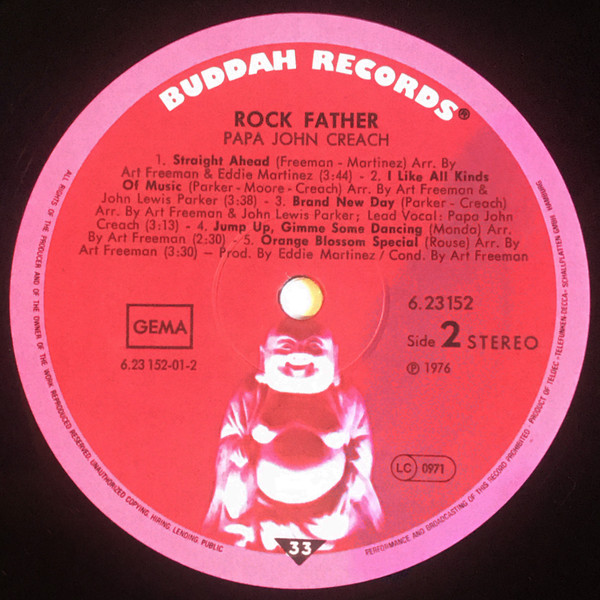 BUDDAH RECORDS®
ROCK FATHER
PAPA JOHN CREACH
1. Straight Ahead (Freeman - Martinez) Arr. By
Art Freeman & Eddie Martinez (3:44) - 2. I Like All Kinds
Of Music (Parker - Moore - Creach) Arr. By Art Freeman &
John Lewis Parker (3:38) - 3. Brand New Day (Parker - Creach)
Arr. By Art Freeman & John Lewis Parker; Lead Vocal: Papa John
Creach (3:13) - 4. Jump Up, Gimme Some Dancing (Monda) Arr.
By Art Freeman (2:30) - 5. Orange Blossom Special (Rouse) Arr. By
Art Freeman (3:30) - Prod. By Eddie Martinez / Cond. By Art Freeman
GEMA
6.23 152-01-2
6.23152
Side 2 STEREO
℗ 1976
LC 0971
33
ALL RIGHTS OF THE PRODUCER AND OF THE OWNER OF THE WORK REPRODUCED RESERVED. UNAUTHORIZED COPYING, HIRING, LENDING, PUBLIC
PERFORMANCE AND BROADCASTING OF THIS RECORD PROHIBITED · PRODUCT OF TELDEC »TELEFUNKEN-DECCA« SCHALLPLATTEN GMBH, HAMBURG